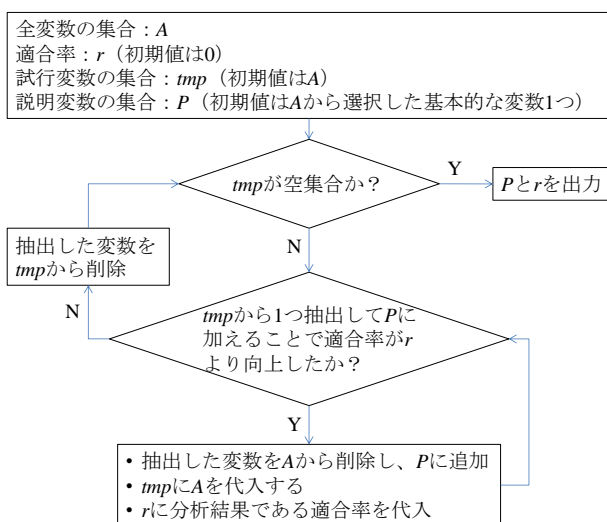 全変数の集合：A
適合率：r（初期値は0）
試行変数の集合：tmp（初期値はA）
説明変数の集合：P（初期値はAから選択した基本的な変数1つ）
tmpが空集合か？
Y
Pとrを出力
N
抽出した変数を
tmpから削除
N
tmpから1つ抽出してPに
加えることで適合率がr
より向上したか？
Y
• 抽出した変数をAから削除し、Pに追加
• tmpにAを代入する
• rに分析結果である適合率を代入